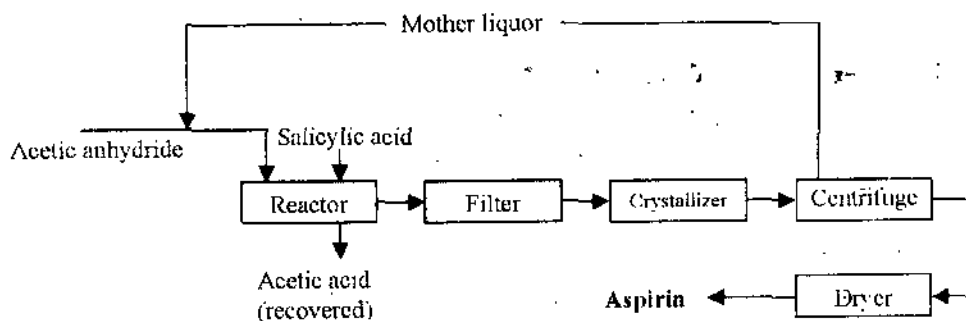 Mother liquor
Acetic anhydride
Salicylic acid
Reactor
Filter
Crystallizer
Centrifuge
Acetic acid
(recovered)
Aspirin
Dryer